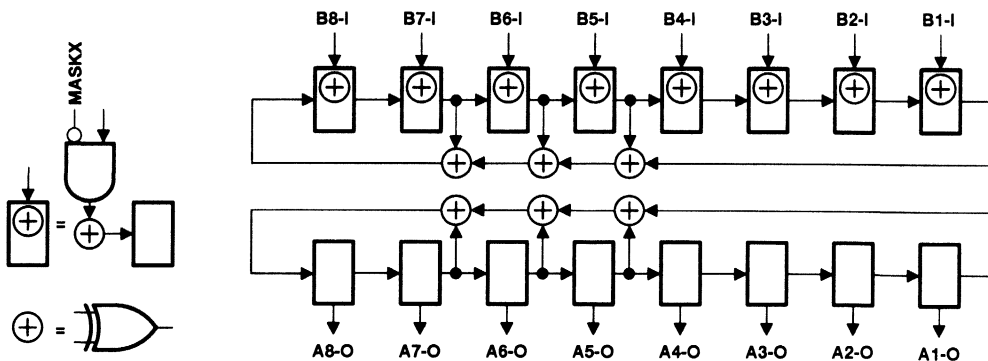 B8-I B7-I B6-I B5-I B4-I B3-I B2-I B1-I
MASKX
=
=
A8-O A7-O A6-O A5-O A4-O A3-O A2-O A1-O